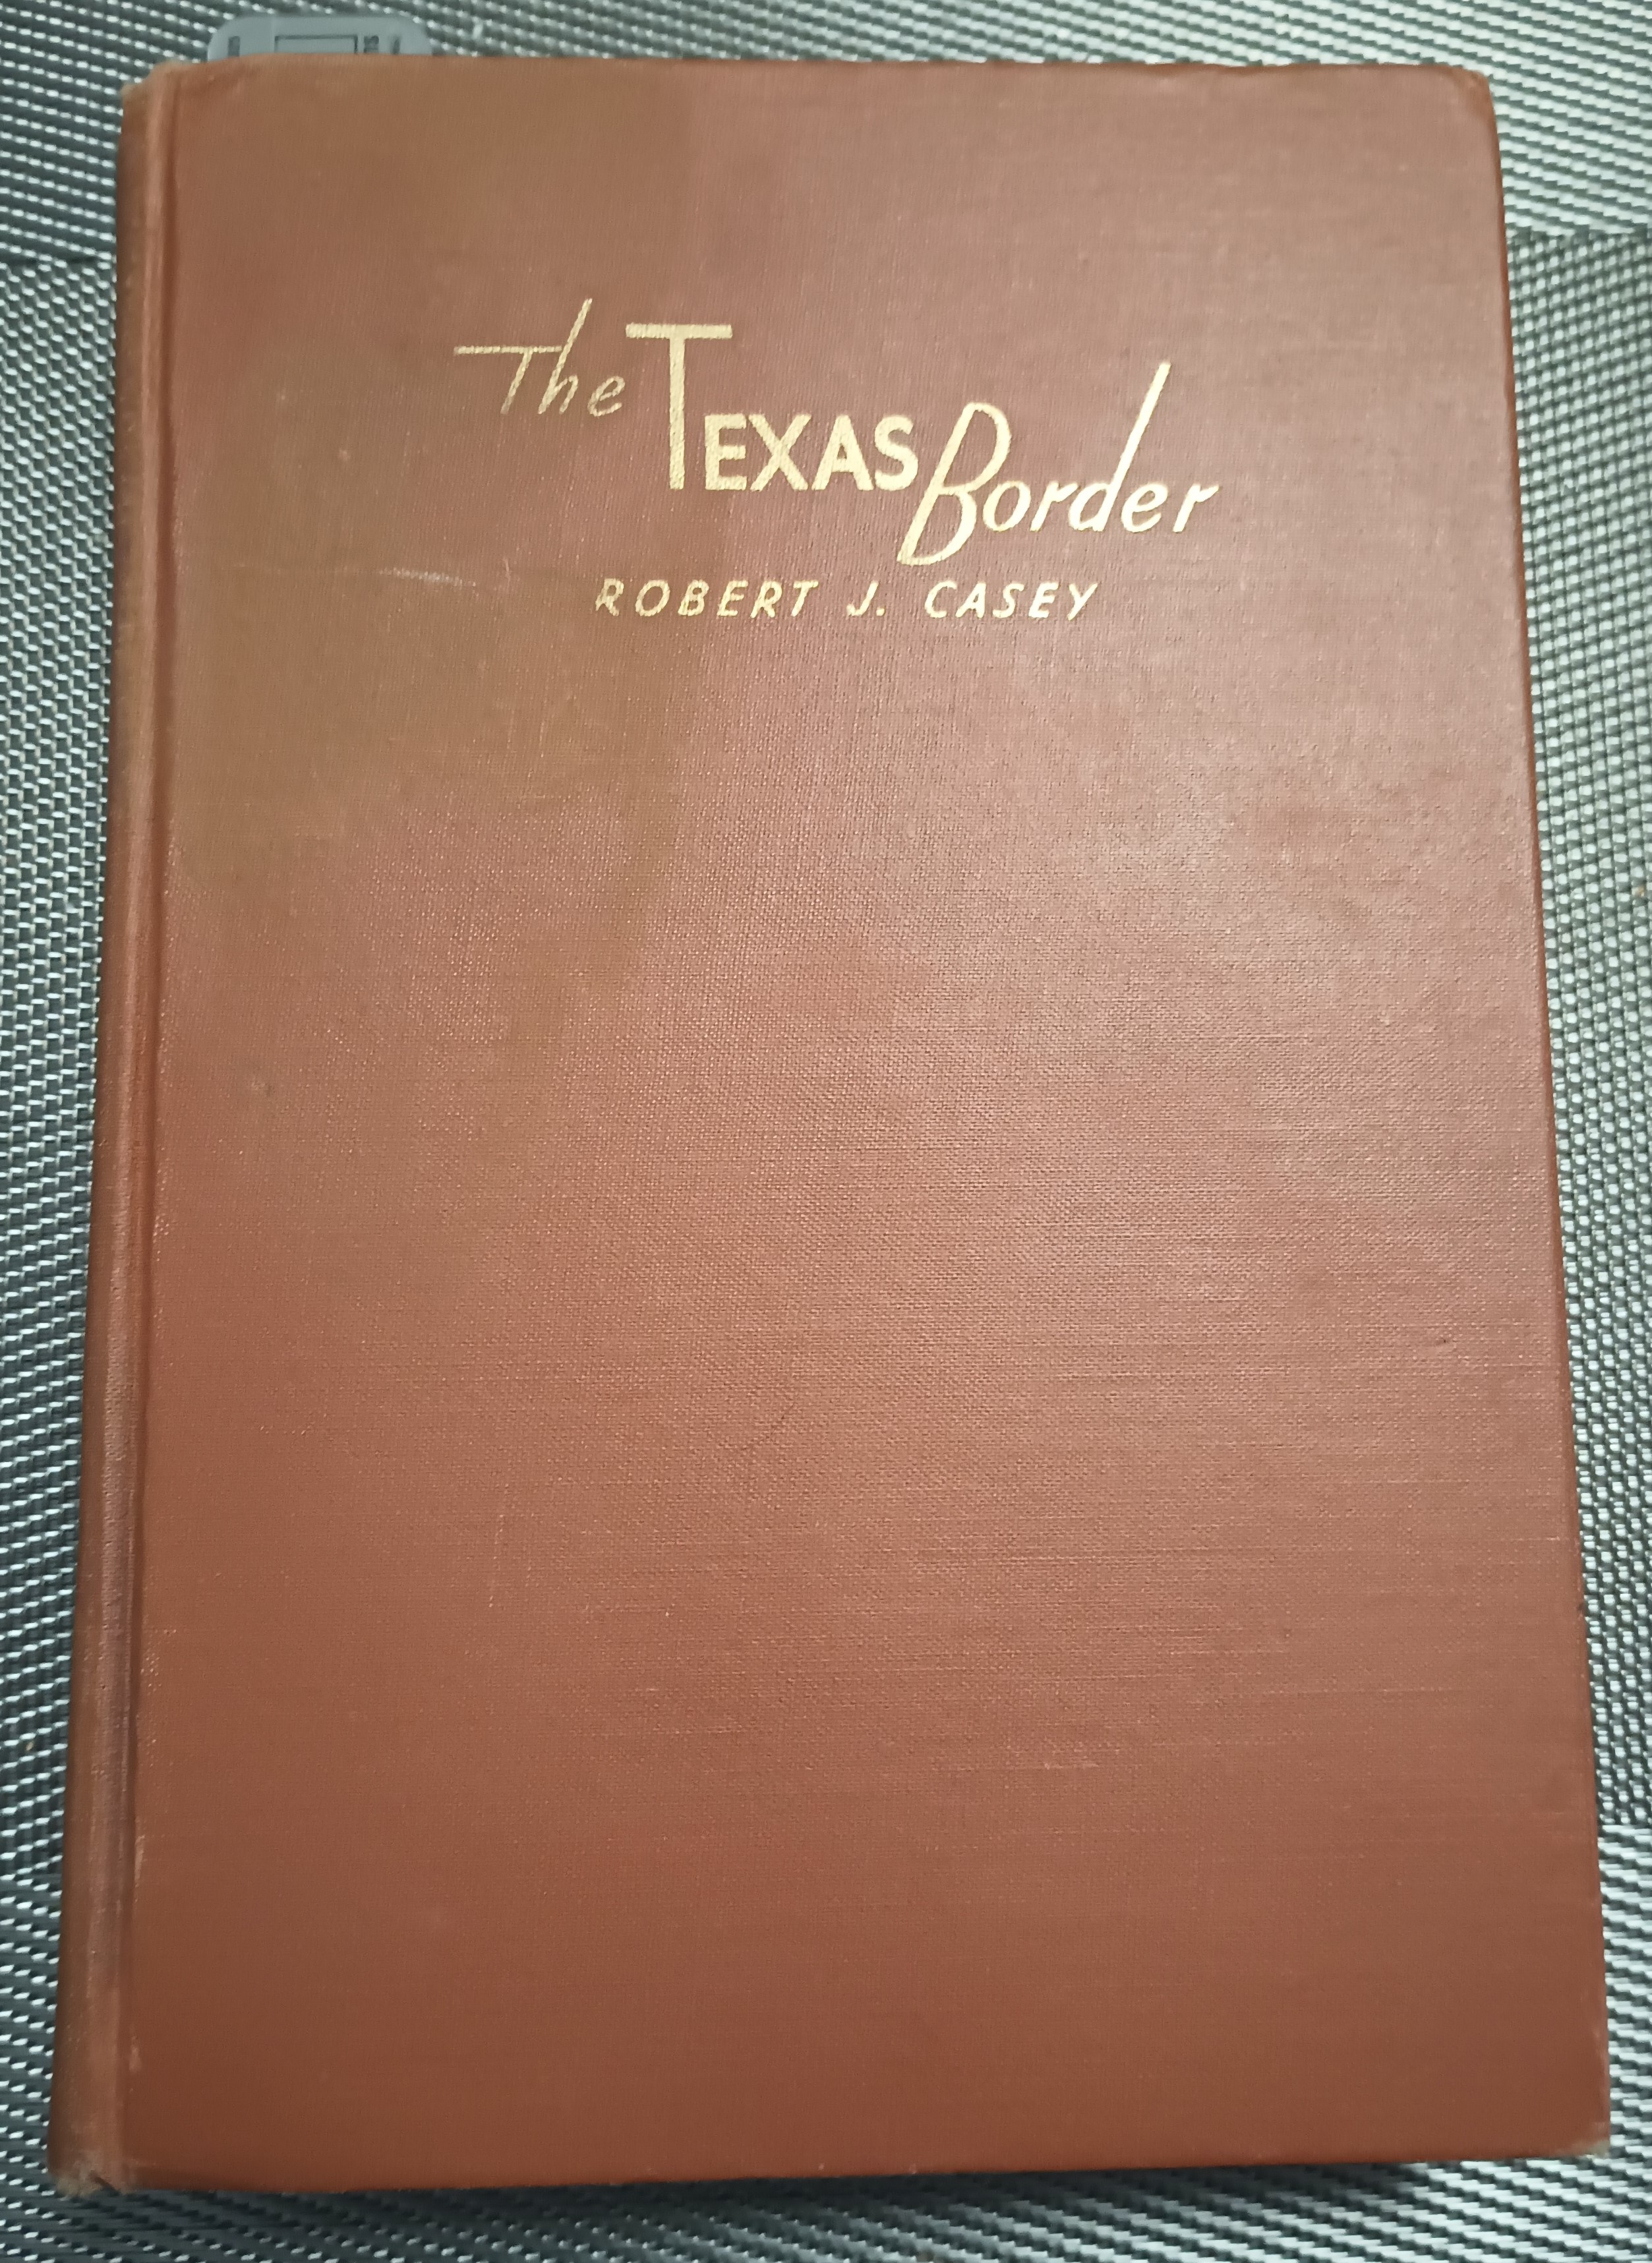 The TEXAS Border
ROBERT J. CASEY